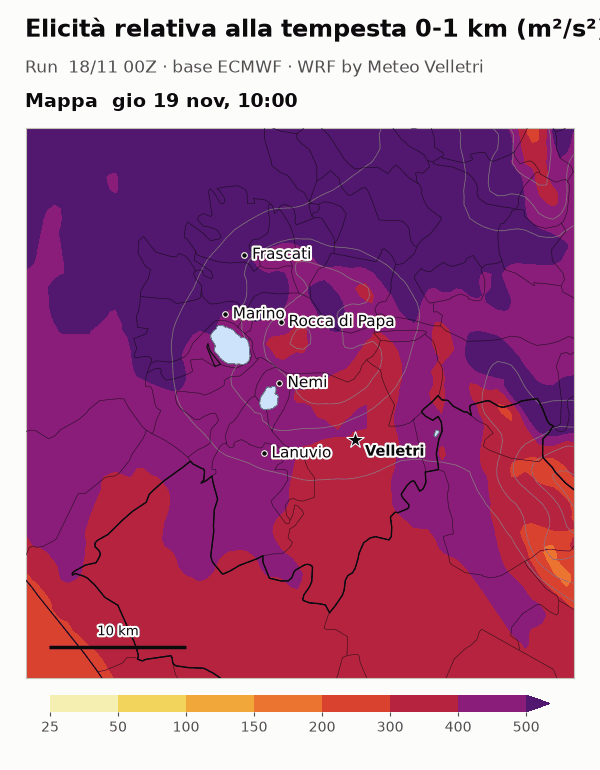 Elicità relativa alla tempesta 0-1 km (m²/s²)
Run 18/11 00Z · base ECMWF · WRF by Meteo Velletri
Mappa gio 19 nov, 10:00
Frascati
Marino
Rocca di Papa
Nemi
Lanuvio
Velletri
10 km
25 50 100 150 200 300 400 500